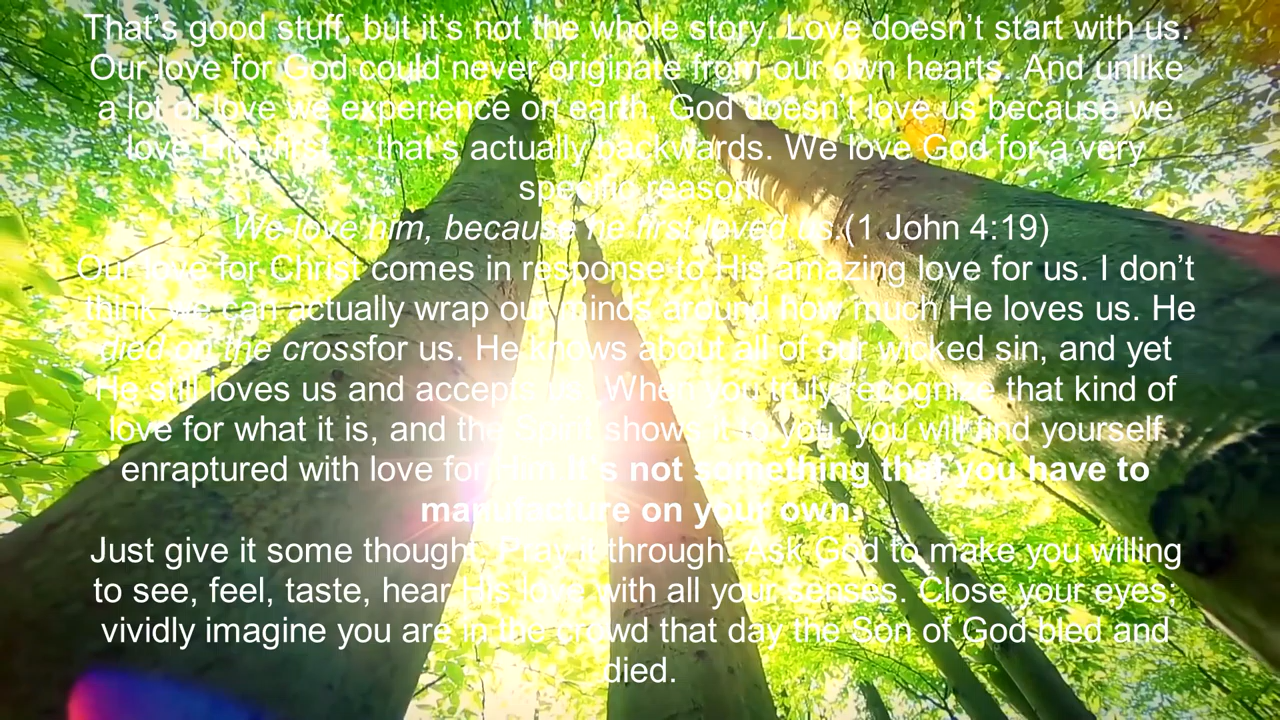 That’s good stuff, but it’s not the whole story. Love doesn’t start with us.
Our love for God could never originate from our own hearts. And unlike
a lot of love we experience on earth, God doesn’t love us because we
love Him first . . . that’s actually backwards. We love God for a very
specific reason:
We love him, because he first loved us.(1 John 4:19)
Our love for Christ comes in response to His amazing love for us. I don’t
think we can actually wrap our minds around how much He loves us. He
died on the crossfor us. He knows about all of our wicked sin, and yet
He still loves us and accepts us. When you truly recognize that kind of
love for what it is, and the Spirit shows it to you, you will find yourself
enraptured with love for Him It’s not something that you have to
manufacture on your own.
Just give it some thought. Pray it through. Ask God to make you willing
to see, feel, taste, hear His love with all your senses. Close your eyes;
vividly imagine you are in the crowd that day the Son of God bled and
died.